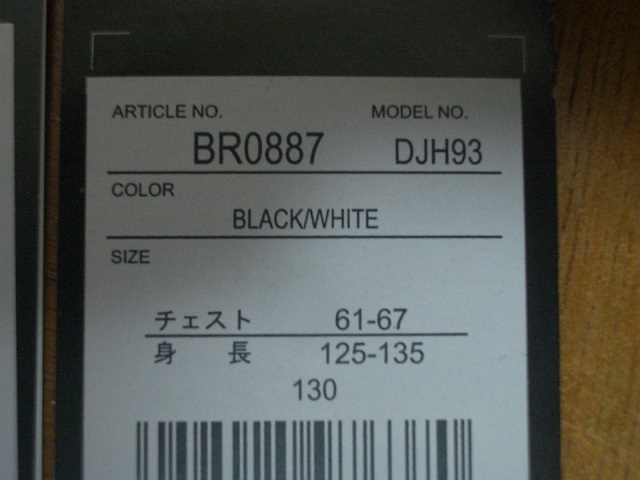 ARTICLE NO. MODEL NO.
BR0887 DJH93
COLOR
BLACK/WHITE
SIZE
チェスト 61-67
身 長 125-135
130